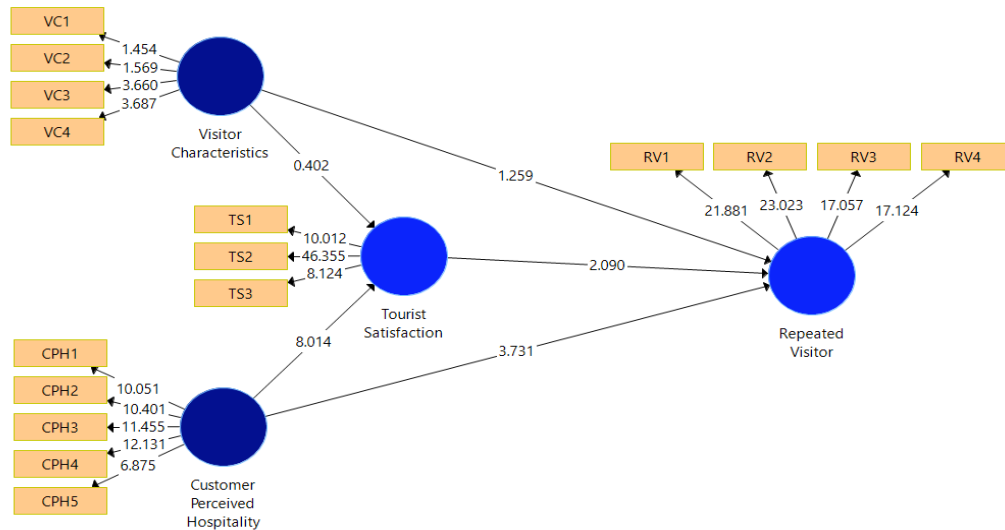 VC1
VC2
VC3
VC4
1.454
1.569
3.660
3.687
Visitor
Characteristics
0.402
1.259
RV1
RV2
RV3
RV4
21.881
23.023
17.057
17.124
TS1
TS2
TS3
10.012
46.355
8.124
Tourist
Satisfaction
2.090
Repeated
Visitor
8.014
3.731
CPH1
CPH2
CPH3
CPH4
CPH5
10.051
10.401
11.455
12.131
6.875
Customer
Perceived
Hospitality